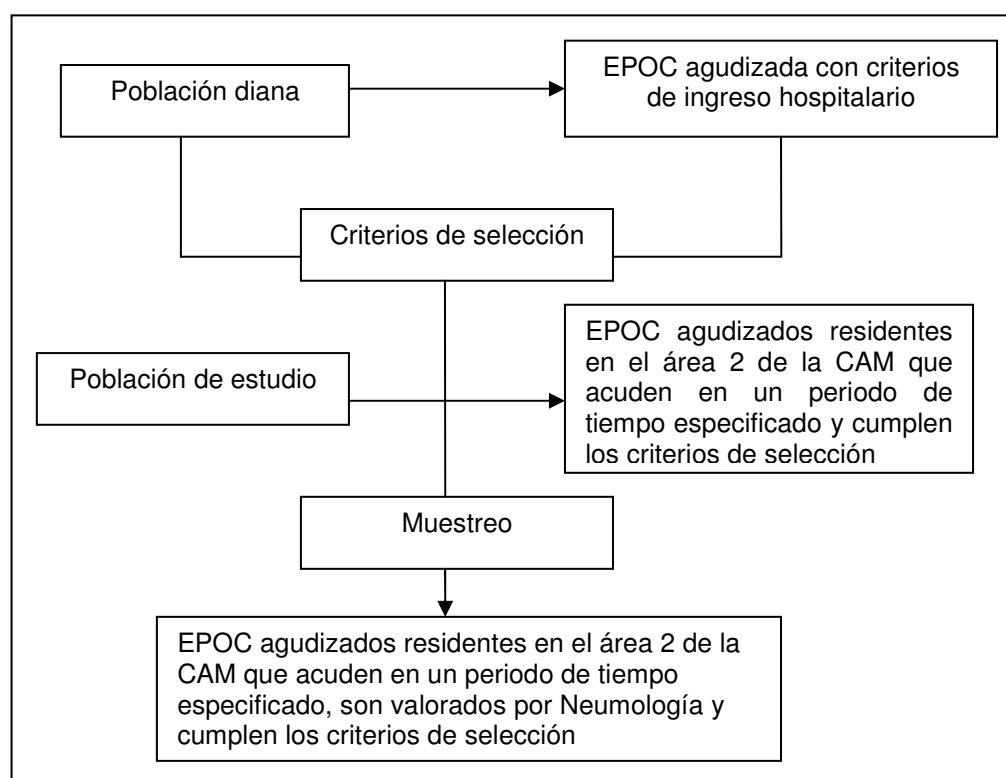 Población diana
EPOC agudizada con criterios
de ingreso hospitalario
Criterios de selección
Población de estudio
EPOC agudizados residentes
en el área 2 de la CAM que
acuden en un periodo de
tiempo especificado y cumplen
los criterios de selección
Muestreo
EPOC agudizados residentes en el área 2 de la
CAM que acuden en un periodo de tiempo
especificado, son valorados por Neumología y
cumplen los criterios de selección